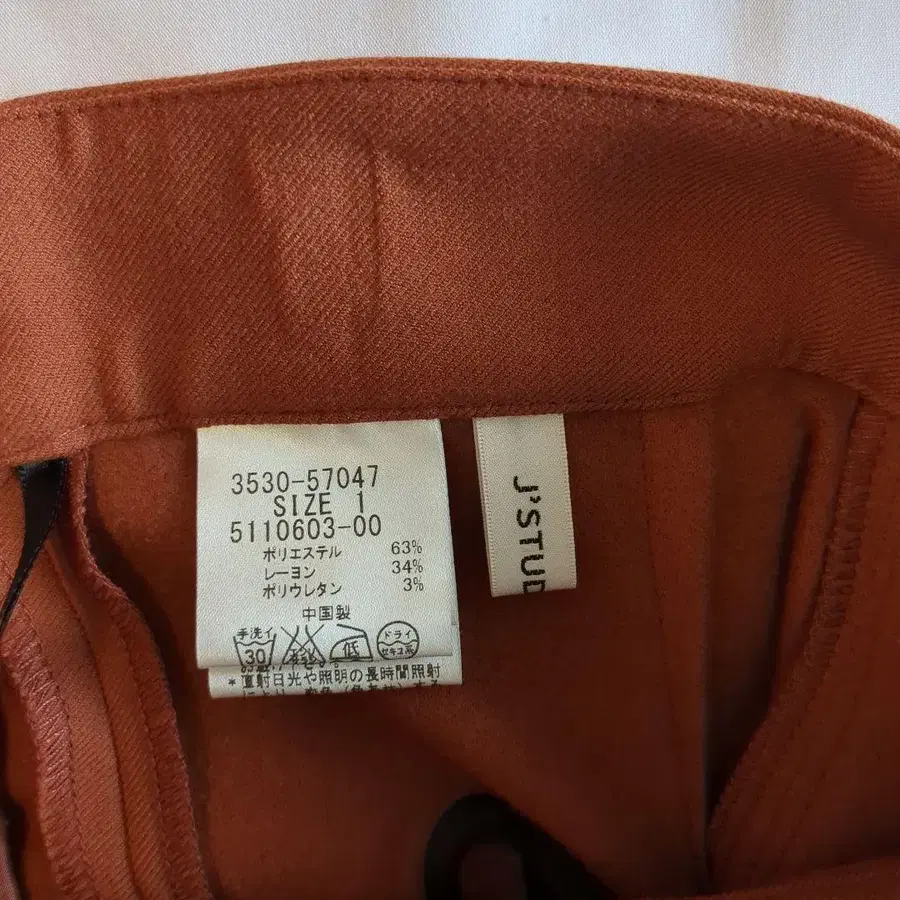 3530-57047
SIZE 1
5110603-00
ポリエステル 63%
レーヨン 34%
ポリウレタン 3%
中国製
手洗イ
30
低
ドライ
セキユ系
*直射日光や照明の長時間照射
J'STUD